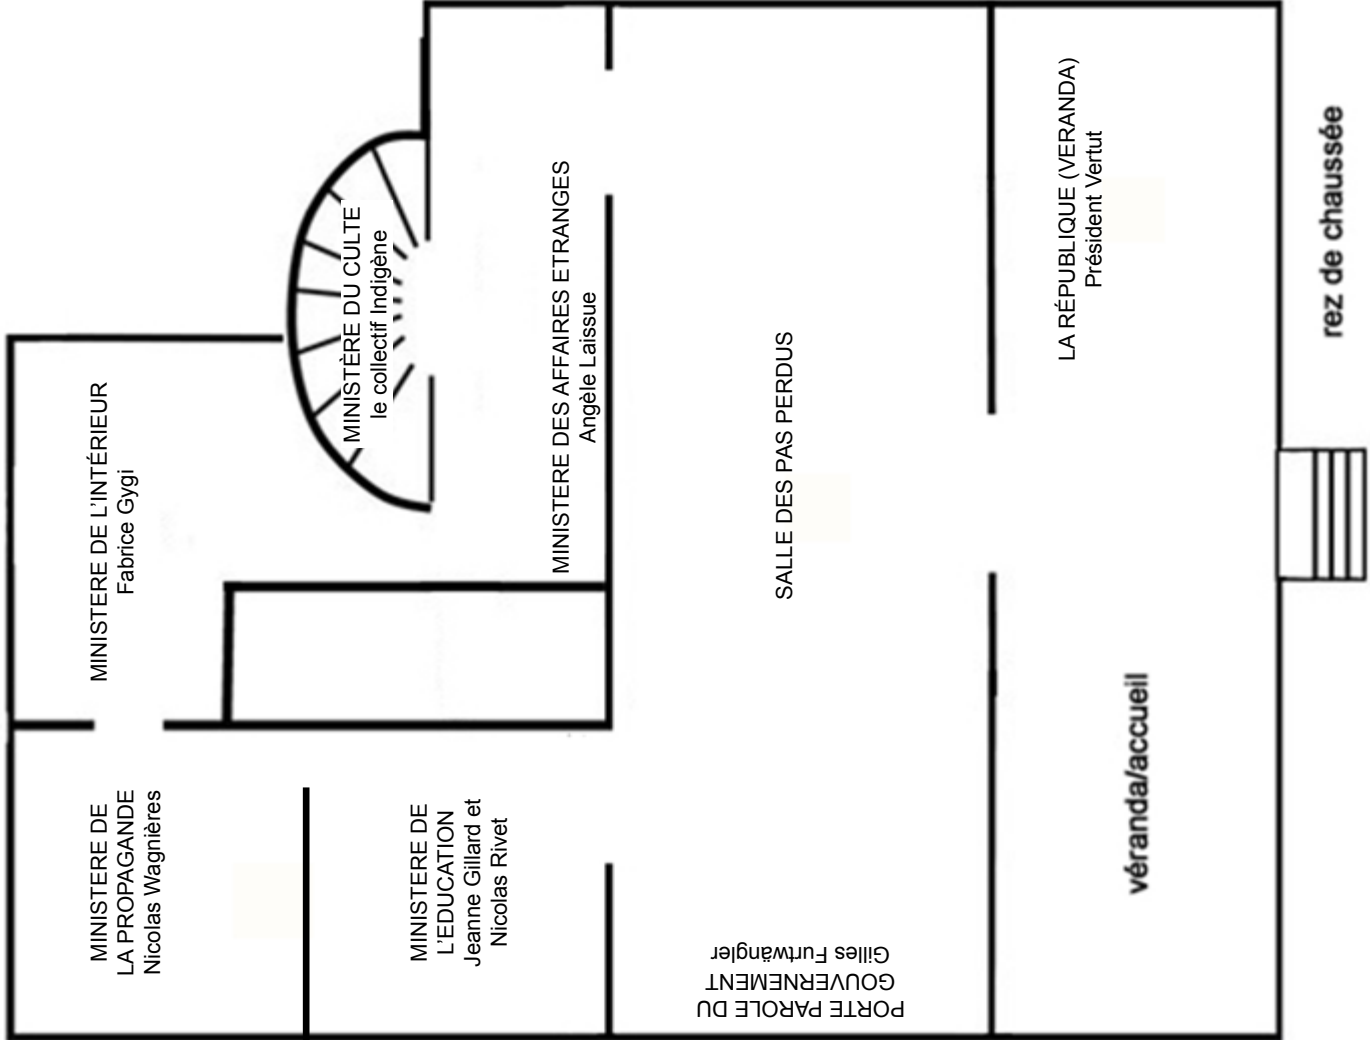 MINISTERE DE
LA PROPAGANDE
Nicolas Wagnières
MINISTERE DE L'INTÉRIEUR
Fabrice Gygi
MINISTÈRE DU CULTE
le collectif Indigène
MINISTERE DE
L'EDUCATION
Jeanne Gillard et
Nicolas Rivet
MINISTERE DES AFFAIRES ETRANGES
Angèle Laissue
PORTE PAROLE DU
GOUVERNEMENT
Gilles Furtwängler
SALLE DES PAS PERDUS
LA RÉPUBLIQUE (VERANDA)
Président Vertut
véranda/accueil
rez de chaussée